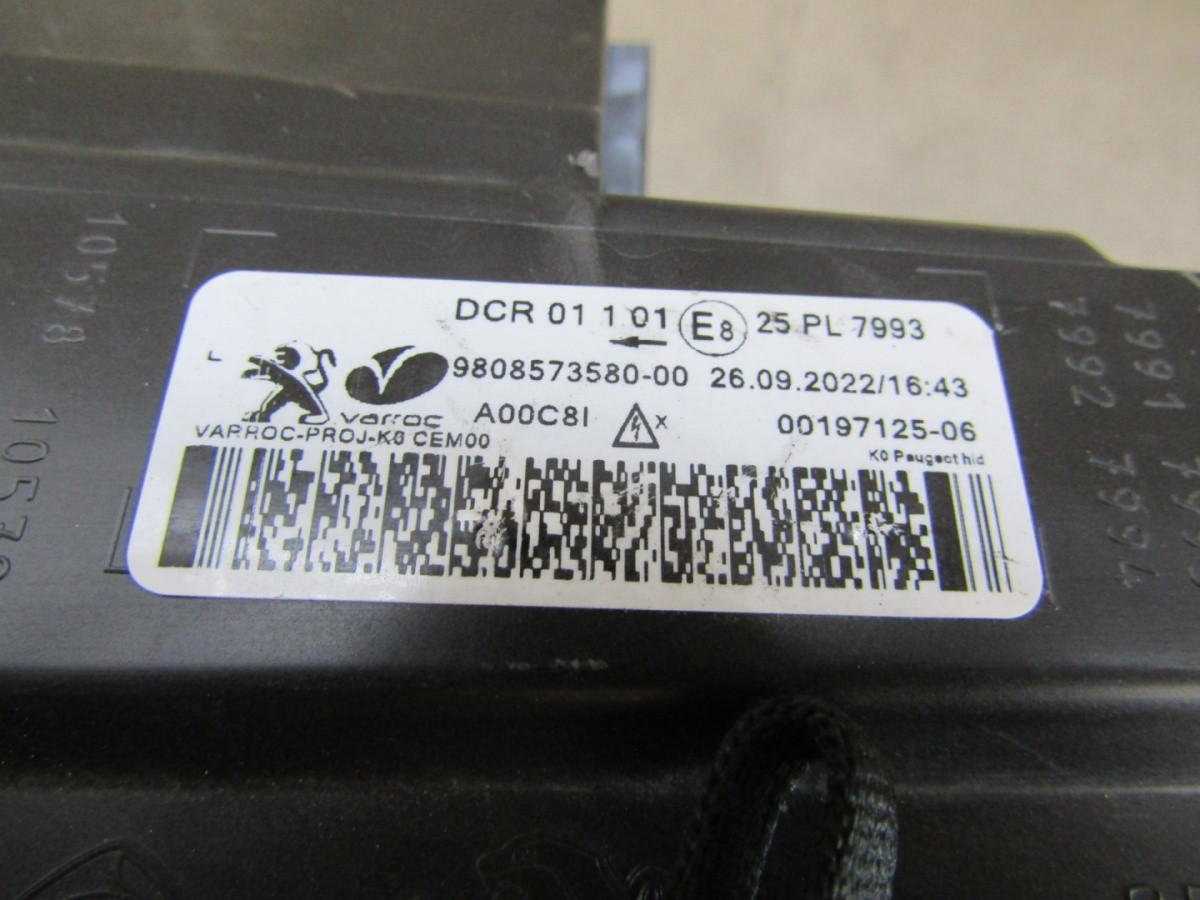 DCR 01 1 01 E8 25 PL 7993
L
9808573580-00 26.09.2022/16:43
varroc A00C8I X 00197125-06
VARROC-PROJ-K0 CEM00 K0 Peugeot hid
10578
10578
7991
7992 7994